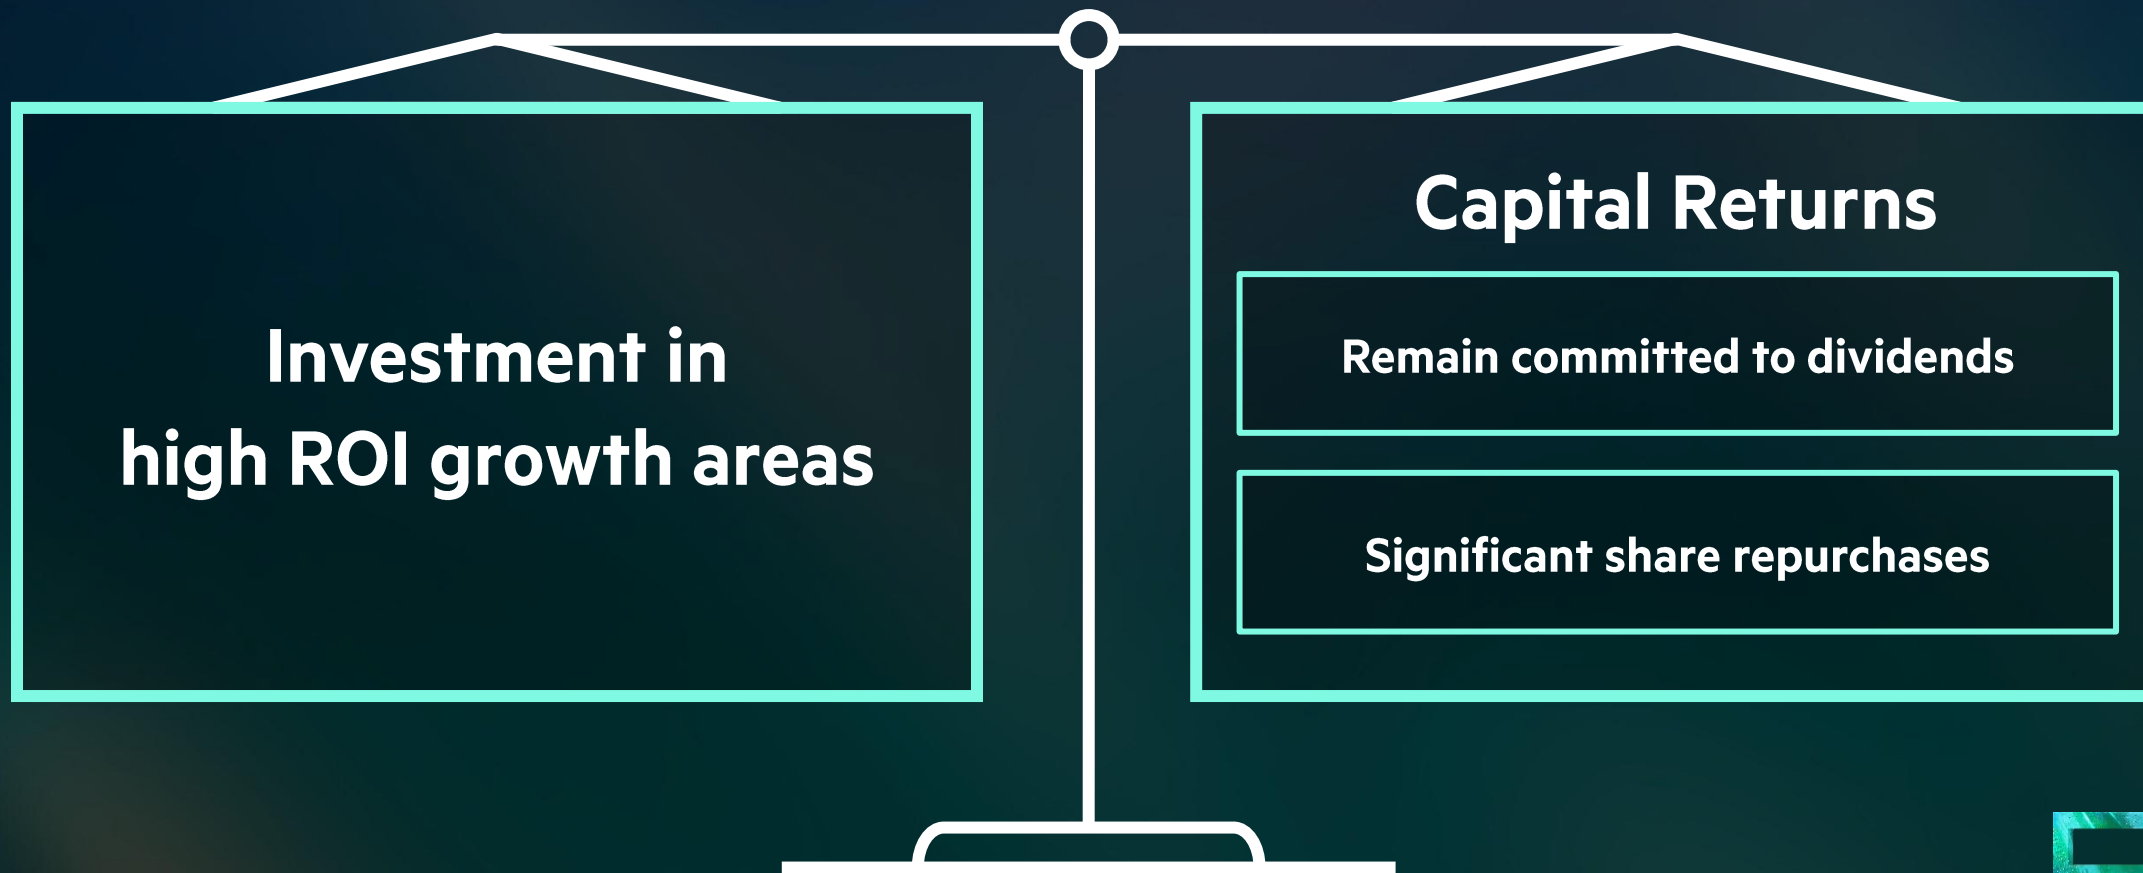 Investment in
high ROI growth areas
Capital Returns
Remain committed to dividends
Significant share repurchases